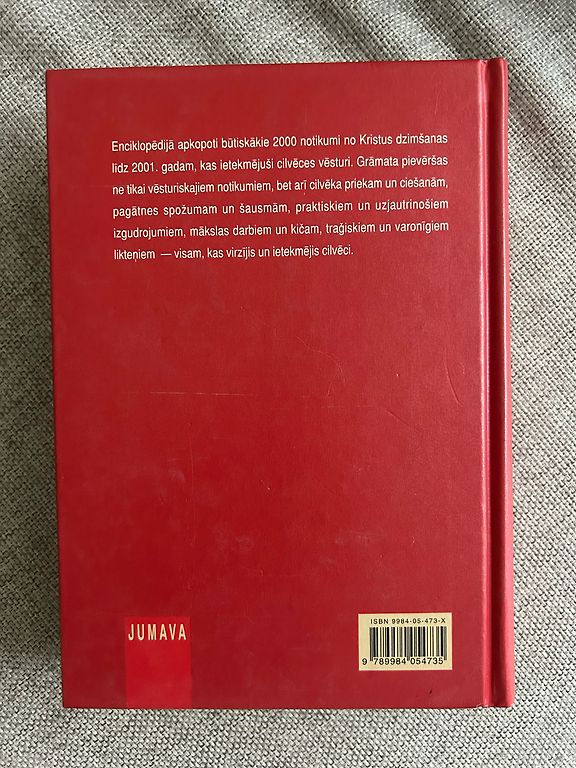 Enciklopēdijā apkopoti būtiskākie 2000 notikumi no Kristus dzimšanas
līdz 2001. gadam, kas ietekmējuši cilvēces vēsturi. Grāmata pievēršas
ne tikai vēsturiskajiem notikumiem, bet arī cilvēka priekam un ciešanām,
pagātnes spožumam un šausmām, praktiskiem un uzjautrinošiem
izgudrojumiem, mākslas darbiem un kičam, traģiskiem un varonīgiem
likteņiem — visam, kas virzījis un ietekmējis cilvēci.
JUMAVA
ISBN 9984-05-473-X
9 789984 054735